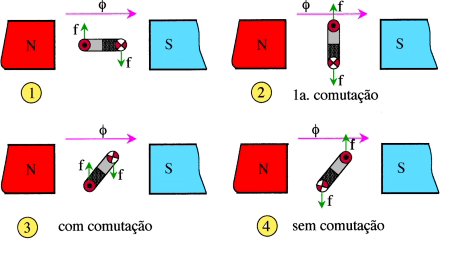 ϕ
N
f
f
S
1
ϕ
f
N
S
f
2
1a. comutação
ϕ
N
f
f
S
3
com comutação
ϕ
f
N
S
f
4
sem comutação